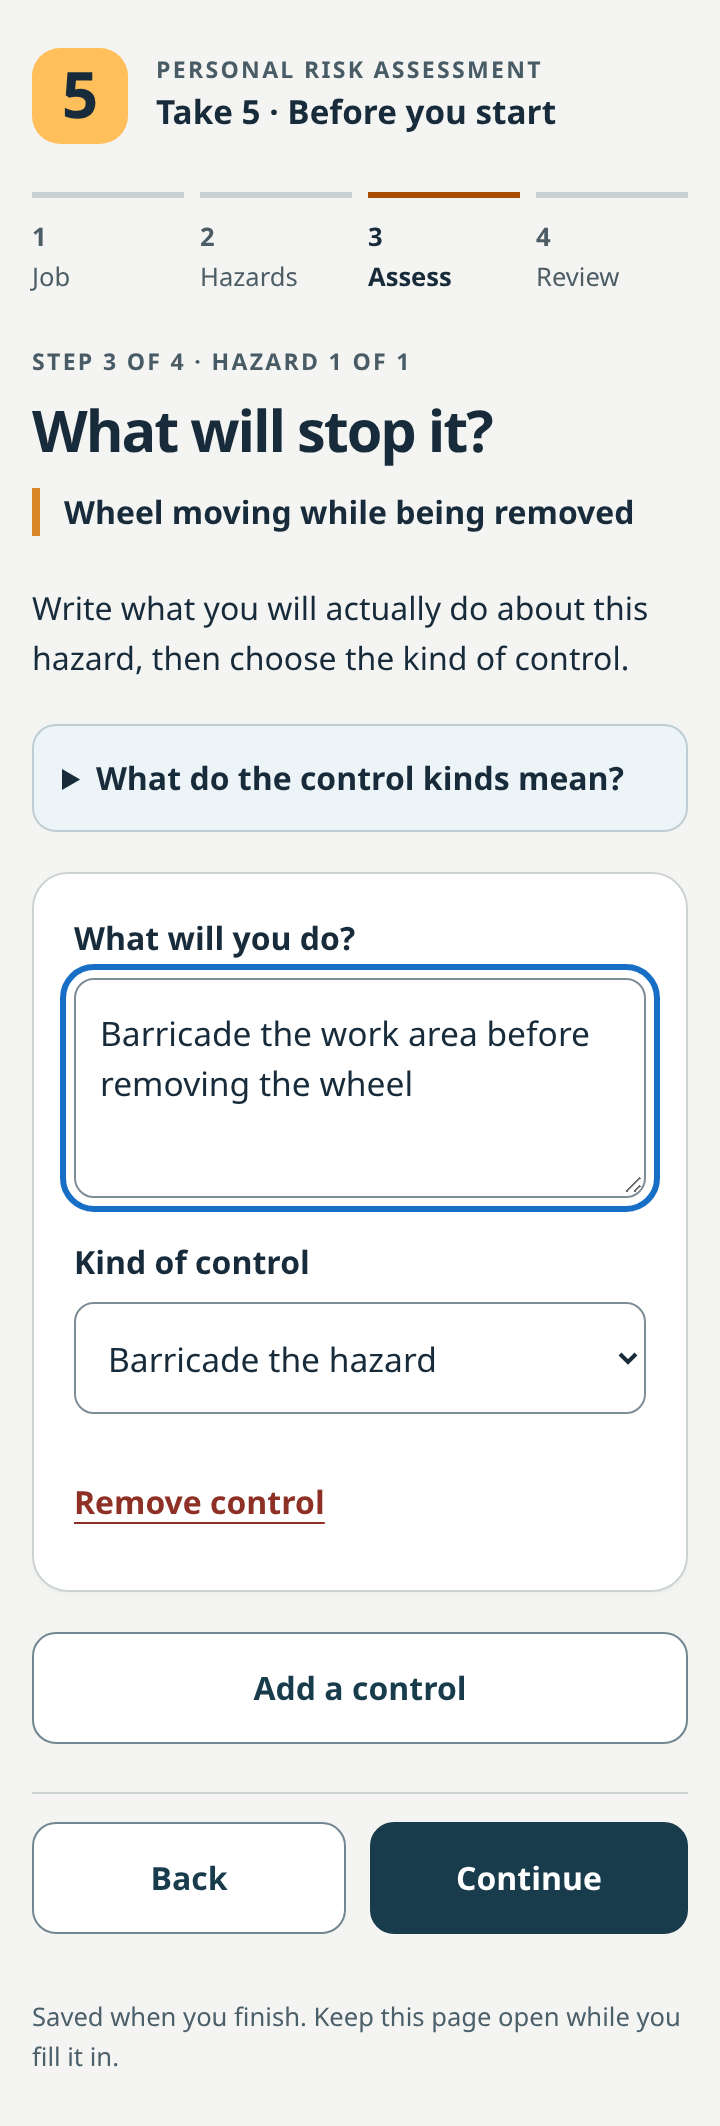 5
PERSONAL RISK ASSESSMENT
Take 5 · Before you start
1
Job
2
Hazards
3
Assess
4
Review
STEP 3 OF 4 · HAZARD 1 OF 1
What will stop it?
Wheel moving while being removed
Write what you will actually do about this
hazard, then choose the kind of control.
What do the control kinds mean?
What will you do?
Barricade the work area before
removing the wheel
Kind of control
Barricade the hazard
Remove control
Add a control
Back
Continue
Saved when you finish. Keep this page open while you
fill it in.